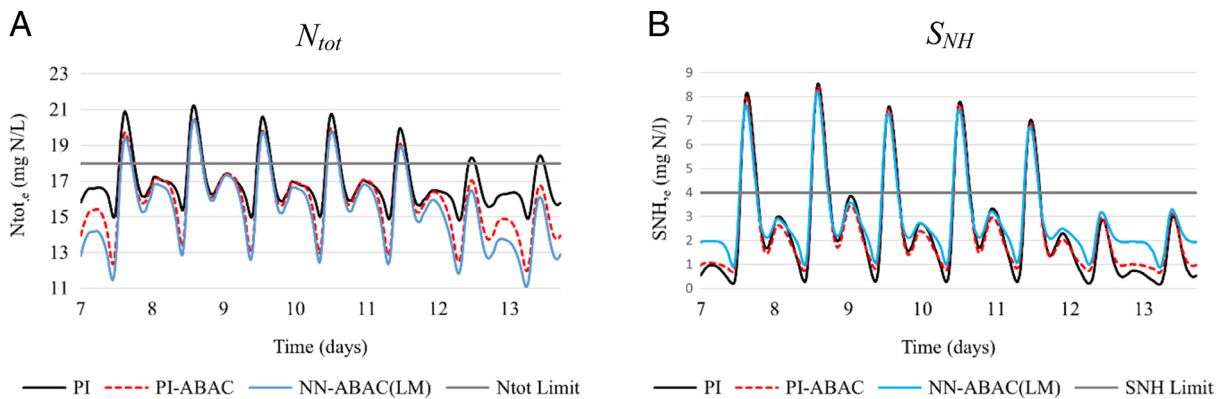 A
N_tot
Ntot,e (mg N/L)
23
21
19
17
15
13
11
7 8 9 10 11 12 13
Time (days)
PI PI-ABAC NN-ABAC(LM) Ntot Limit
B
S_NH
SNH,e (mg N/l)
9
8
7
6
5
4
3
2
1
0
7 8 9 10 11 12 13
Time (days)
PI PI-ABAC NN-ABAC(LM) SNH Limit